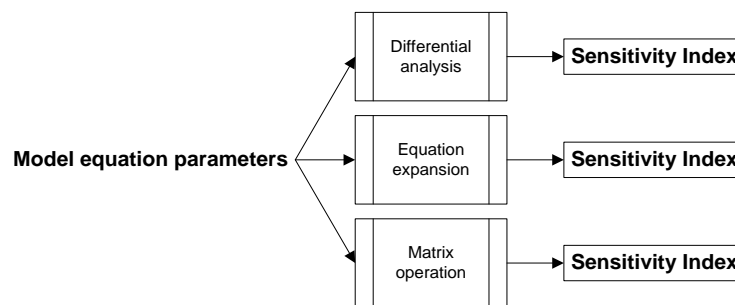 Differential
analysis
Sensitivity Index
Model equation parameters
Equation
expansion
Sensitivity Index
Matrix
operation
Sensitivity Index